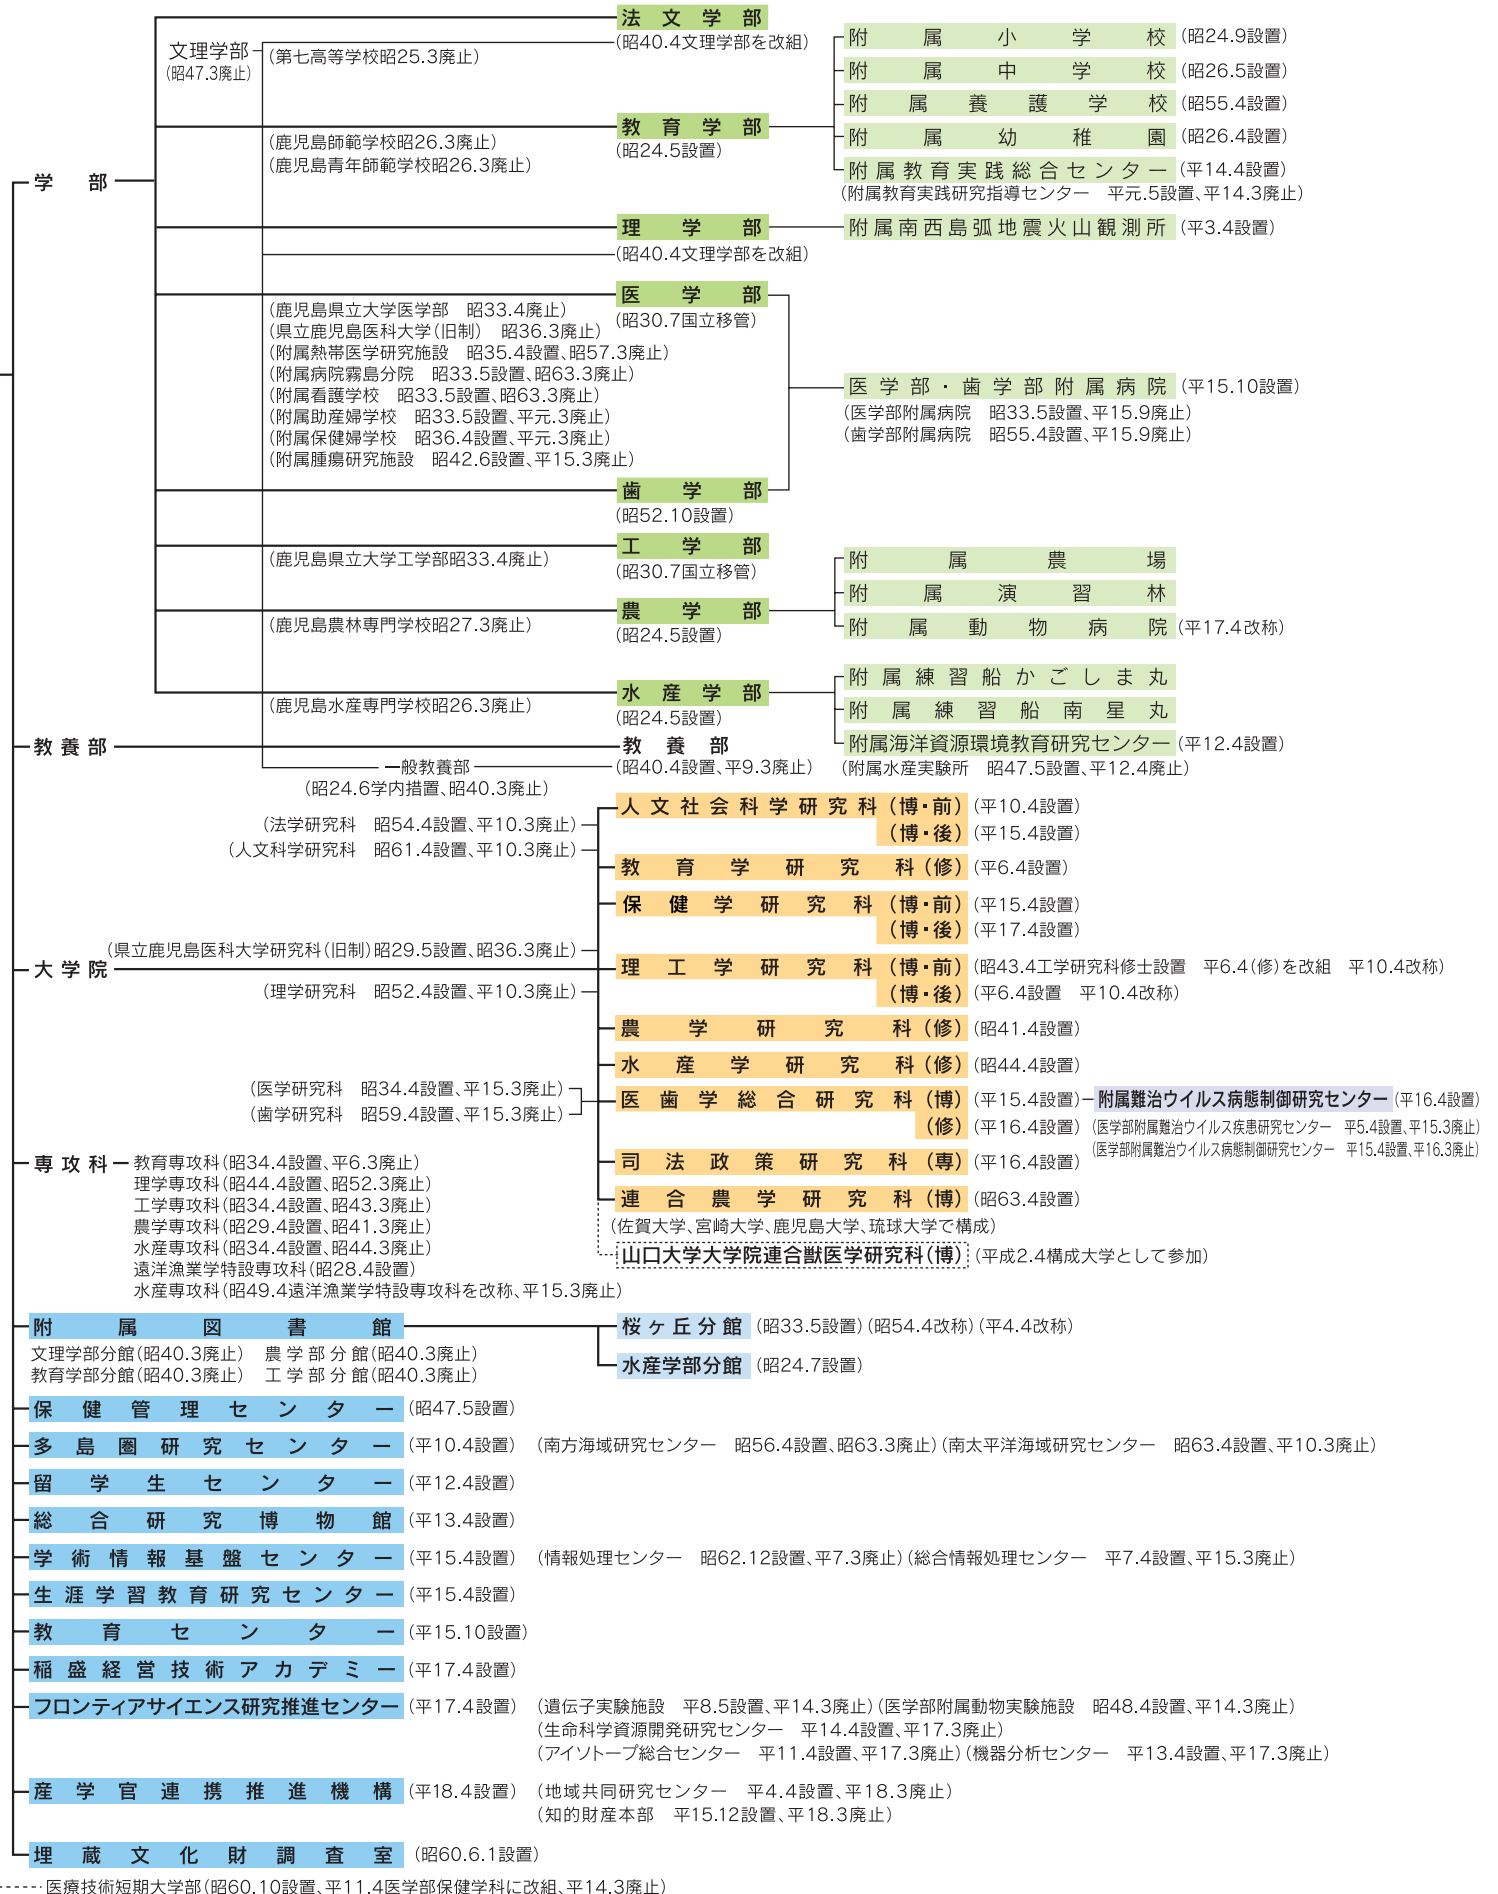 法文学部
(昭40.4文理学部を改組)
文理学部
(昭47.3廃止)
(第七高等学校昭25.3廃止)
附属小学校 (昭24.9設置)
附属中学校 (昭26.5設置)
附属養護学校 (昭55.4設置)
附属幼稚園 (昭26.4設置)
附属教育実践総合センター (平14.4設置)
(附属教育実践研究指導センター　平元.5設置、平14.3廃止)
教育学部
(昭24.5設置)
(鹿児島師範学校昭26.3廃止)
(鹿児島青年師範学校昭26.3廃止)
学部
理学部
(昭40.4文理学部を改組)
附属南西島弧地震火山観測所 (平3.4設置)
医学部
(昭30.7国立移管)
(鹿児島県立大学医学部　昭33.4廃止)
(県立鹿児島医科大学(旧制)　昭36.3廃止)
(附属熱帯医学研究施設　昭35.4設置、昭57.3廃止)
(附属病院霧島分院　昭33.5設置、昭63.3廃止)
(附属看護学校　昭33.5設置、昭63.3廃止)
(附属助産婦学校　昭33.5設置、平元.3廃止)
(附属保健婦学校　昭36.4設置、平元.3廃止)
(附属腫瘍研究施設　昭42.6設置、平15.3廃止)
医学部・歯学部附属病院 (平15.10設置)
(医学部附属病院　昭33.5設置、平15.9廃止)
(歯学部附属病院　昭55.4設置、平15.9廃止)
歯学部
(昭52.10設置)
工学部
(昭30.7国立移管)
(鹿児島県立大学工学部昭33.4廃止)
農学部
(昭24.5設置)
(鹿児島農林専門学校昭27.3廃止)
附属農場
附属演習林
附属動物病院 (平17.4改称)
水産学部
(昭24.5設置)
(鹿児島水産専門学校昭26.3廃止)
附属練習船かごしま丸
附属練習船南星丸
附属海洋資源環境教育研究センター (平12.4設置)
(附属水産実験所　昭47.5設置、平12.4廃止)
教養部
教養部
(昭40.4設置、平9.3廃止)
一般教養部
(昭24.6学内措置、昭40.3廃止)
人文社会科学研究科(博・前) (平10.4設置)
(博・後) (平15.4設置)
(法学研究科　昭54.4設置、平10.3廃止)
(人文科学研究科　昭61.4設置、平10.3廃止)
教育学研究科(修) (平6.4設置)
保健学研究科(博・前) (平15.4設置)
(博・後) (平17.4設置)
(県立鹿児島医科大学研究科(旧制)昭29.5設置、昭36.3廃止)
大学院
理工学研究科(博・前) (昭43.4工学研究科修士設置　平6.4(修)を改組　平10.4改称)
(博・後) (平6.4設置　平10.4改称)
(理学研究科　昭52.4設置、平10.3廃止)
農学研究科(修) (昭41.4設置)
水産学研究科(修) (昭44.4設置)
(医学研究科　昭34.4設置、平15.3廃止)
(歯学研究科　昭59.4設置、平15.3廃止)
医歯学総合研究科(博) (平15.4設置)
附属難治ウイルス病態制御研究センター (平16.4設置)
(修) (平16.4設置)
(医学部附属難治ウイルス疾患研究センター　平5.4設置、平15.3廃止)
(医学部附属難治ウイルス病態制御研究センター　平15.4設置、平16.3廃止)
司法政策研究科(専) (平16.4設置)
連合農学研究科(博) (昭63.4設置)
(佐賀大学、宮崎大学、鹿児島大学、琉球大学で構成)
山口大学大学院連合獣医学研究科(博) (平成2.4構成大学として参加)
専攻科
教育専攻科(昭34.4設置、平6.3廃止)
理学専攻科(昭44.4設置、昭52.3廃止)
工学専攻科(昭34.4設置、昭43.3廃止)
農学専攻科(昭29.4設置、昭41.3廃止)
水産専攻科(昭34.4設置、昭44.3廃止)
遠洋漁業学特設専攻科(昭28.4設置)
水産専攻科(昭49.4遠洋漁業学特設専攻科を改称、平15.3廃止)
附属図書館
文理学部分館(昭40.3廃止)　農学部分館(昭40.3廃止)
教育学部分館(昭40.3廃止)　工学部分館(昭40.3廃止)
桜ヶ丘分館 (昭33.5設置)(昭54.4改称)(平4.4改称)
水産学部分館 (昭24.7設置)
保健管理センター (昭47.5設置)
多島圏研究センター (平10.4設置) (南方海域研究センター　昭56.4設置、昭63.3廃止)(南太平洋海域研究センター　昭63.4設置、平10.3廃止)
留学生センター (平12.4設置)
総合研究博物館 (平13.4設置)
学術情報基盤センター (平15.4設置) (情報処理センター　昭62.12設置、平7.3廃止)(総合情報処理センター　平7.4設置、平15.3廃止)
生涯学習教育研究センター (平15.4設置)
教育センター (平15.10設置)
稲盛経営技術アカデミー (平17.4設置)
フロンティアサイエンス研究推進センター (平17.4設置) (遺伝子実験施設　平8.5設置、平14.3廃止)(医学部附属動物実験施設　昭48.4設置、平14.3廃止)
(生命科学資源開発研究センター　平14.4設置、平17.3廃止)
(アイソトープ総合センター　平11.4設置、平17.3廃止)(機器分析センター　平13.4設置、平17.3廃止)
産学官連携推進機構 (平18.4設置) (地域共同研究センター　平4.4設置、平18.3廃止)
(知的財産本部　平15.12設置、平18.3廃止)
埋蔵文化財調査室 (昭60.6.1設置)
医療技術短期大学部(昭60.10設置、平11.4医学部保健学科に改組、平14.3廃止)